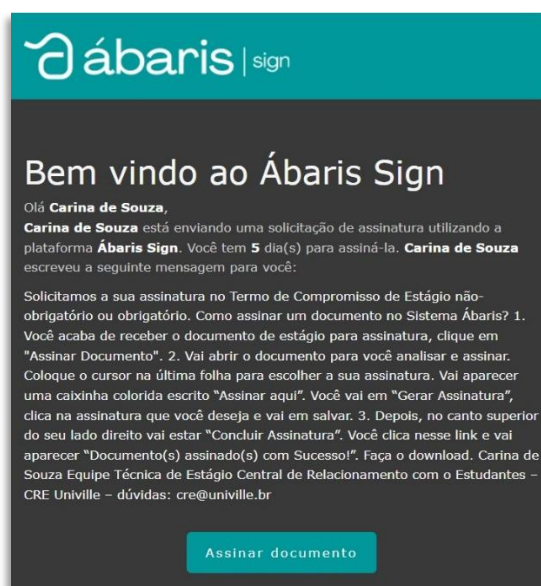 ábaris | sign
Bem vindo ao Ábaris Sign
Olá Carina de Souza,
Carina de Souza está enviando uma solicitação de assinatura utilizando a
plataforma Ábaris Sign. Você tem 5 dia(s) para assiná-la. Carina de Souza
escreveu a seguinte mensagem para você:
Solicitamos a sua assinatura no Termo de Compromisso de Estágio não-
obrigatório ou obrigatório. Como assinar um documento no Sistema Ábaris? 1.
Você acaba de receber o documento de estágio para assinatura, clique em
"Assinar Documento". 2. Vai abrir o documento para você analisar e assinar.
Coloque o cursor na última folha para escolher a sua assinatura. Vai aparecer
uma caixinha colorida escrito “Assinar aqui”. Você vai em “Gerar Assinatura”,
clica na assinatura que você deseja e vai em salvar. 3. Depois, no canto superior
do seu lado direito vai estar “Concluir Assinatura”. Você clica nesse link e vai
aparecer “Documento(s) assinado(s) com Sucesso!”. Faça o download. Carina de
Souza Equipe Técnica de Estágio Central de Relacionamento com o Estudantes –
CRE Univille – dúvidas: cre@univille.br
Assinar documento